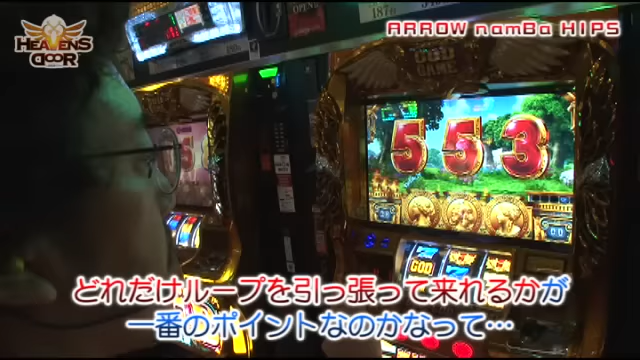 HEAVENS DOOR
ARROW namBa HIPS
GOD GAME
553
GOD
どれだけループを引っ張って来れるかが
一番のポイントなのかなって…